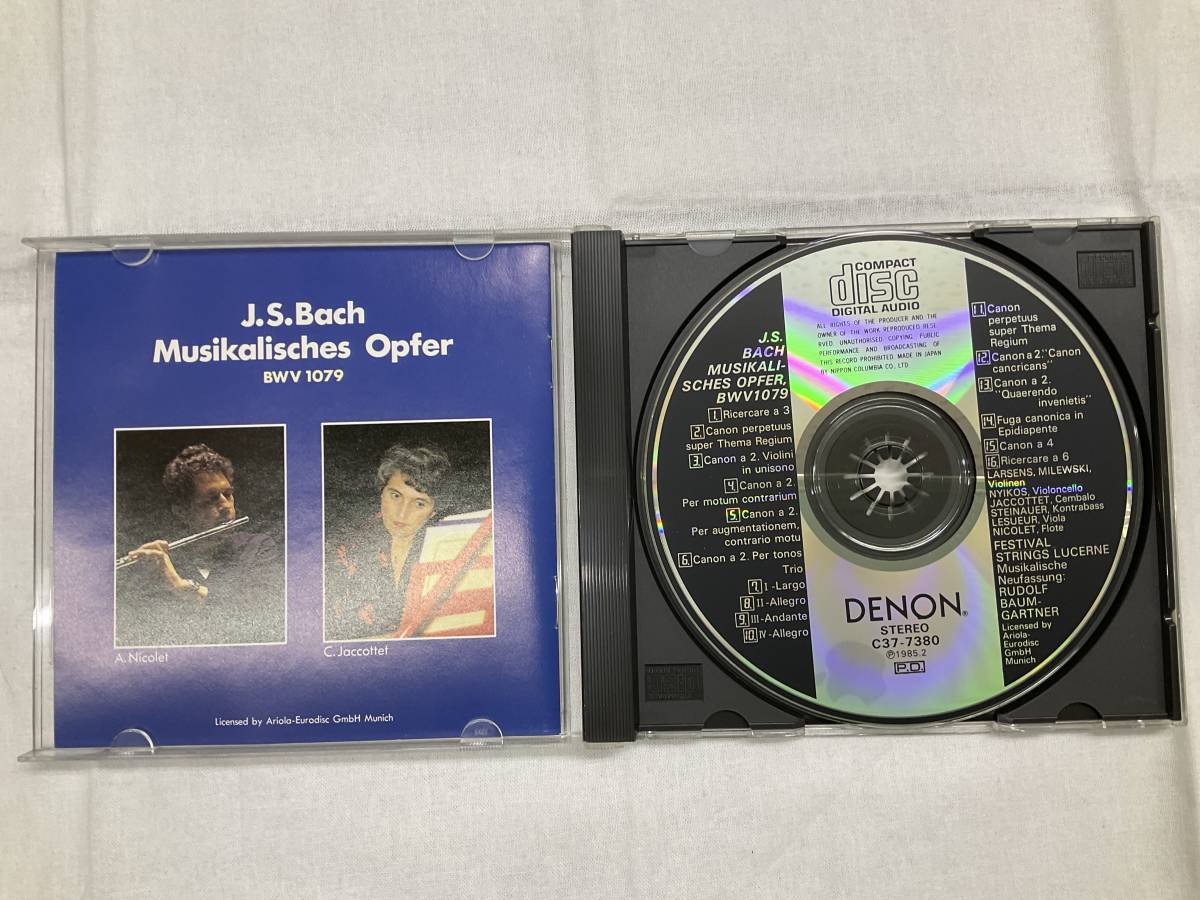 J.S.Bach
Musikalisches Opfer
BWV 1079
A.Nicolet
C.Jaccottet
Licensed by Ariola-Eurodisc GmbH Munich
COMPACT
disc
DIGITAL AUDIO
ALL RIGHTS OF THE PRODUCER AND THE
OWNER OF THE WORK REPRODUCED RESE
RVED. UNAUTHORISED COPYING PUBLIC
PERFORMANCE AND BROADCASTING OF
THIS RECORD PROHIBITED. MADE IN JAPAN
BY NIPPON COLUMBIA CO., LTD
J.S.
BACH
MUSIKALI-
SCHES OPFER,
BWV1079
1. Ricercare a 3
2. Canon perpetuus
super Thema Regium
3. Canon a 2. Violini
in unisono
4. Canon a 2.
Per motum contrarium
5. Canon a 2.
Per augmentationem,
contrario motu
6. Canon a 2. Per tonos
Trio
7. I -Largo
8. II-Allegro
9. III-Andante
10. IV-Allegro
11. Canon
perpetuus
super Thema
Regium
12. Canon a 2."Canon
cancricans"
13. Canon a 2.
"Quaerendo
invenietis"
14. Fuga canonica in
Epidiapente
15. Canon a 4
16. Ricercare a 6
LARSENS, MILEWSKI,
Violinen
NYIKOS, Violoncello
JACCOTTET, Cembalo
STEINAUER, Kontrabass
LESUEUR, Viola
NICOLET, Flote
FESTIVAL
STRINGS LUCERNE
Musikalische
Neufassung:
RUDOLF
BAUM-
GARTNER
Licensed by
Ariola-
Eurodisc
GmbH
Munich
DENON®
STEREO
C37-7380
℗1985.2
P.D.